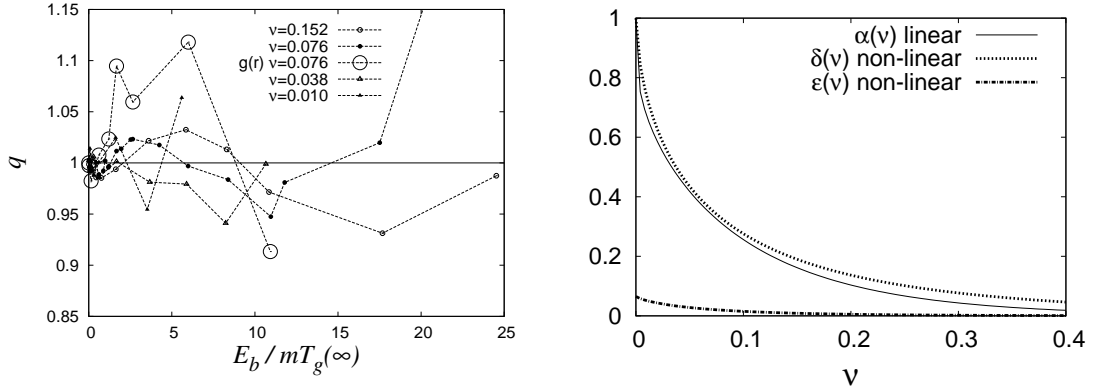 1.15
1.1
1.05
1
0.95
0.9
0.85
q
ν=0.152
ν=0.076
g(r) ν=0.076
ν=0.038
ν=0.010
0 5 10 15 20 25
E_b / mT_g(∞)
1
0.8
0.6
0.4
0.2
0
α(ν) linear
δ(ν) non-linear
ε(ν) non-linear
0 0.1 0.2 0.3 0.4
ν